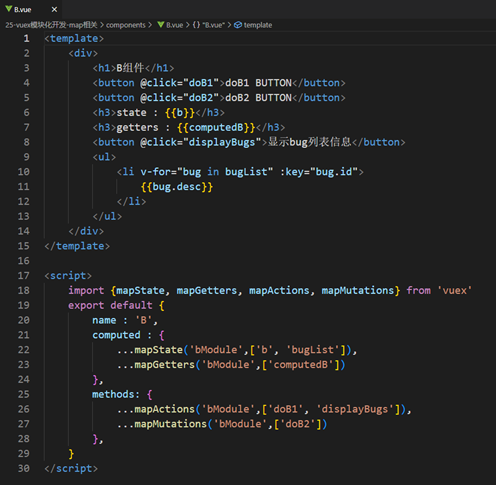 B.vue ×
25-vuex模块化开发-map相关 > components > B.vue > {} "B.vue" > template
1 <template>
2 <div>
3 <h1>B组件</h1>
4 <button @click="doB1">doB1 BUTTON</button>
5 <button @click="doB2">doB2 BUTTON</button>
6 <h3>state : {{b}}</h3>
7 <h3>getters : {{computedB}}</h3>
8 <button @click="displayBugs">显示bug列表信息</button>
9 <ul>
10 <li v-for="bug in bugList" :key="bug.id">
11 {{bug.desc}}
12 </li>
13 </ul>
14 </div>
15 </template>
16
17 <script>
18 import {mapState, mapGetters, mapActions, mapMutations} from 'vuex'
19 export default {
20 name : 'B',
21 computed : {
22 ...mapState('bModule',['b', 'bugList']),
23 ...mapGetters('bModule',['computedB'])
24 },
25 methods: {
26 ...mapActions('bModule',['doB1', 'displayBugs']),
27 ...mapMutations('bModule',['doB2'])
28 },
29 }
30 </script>